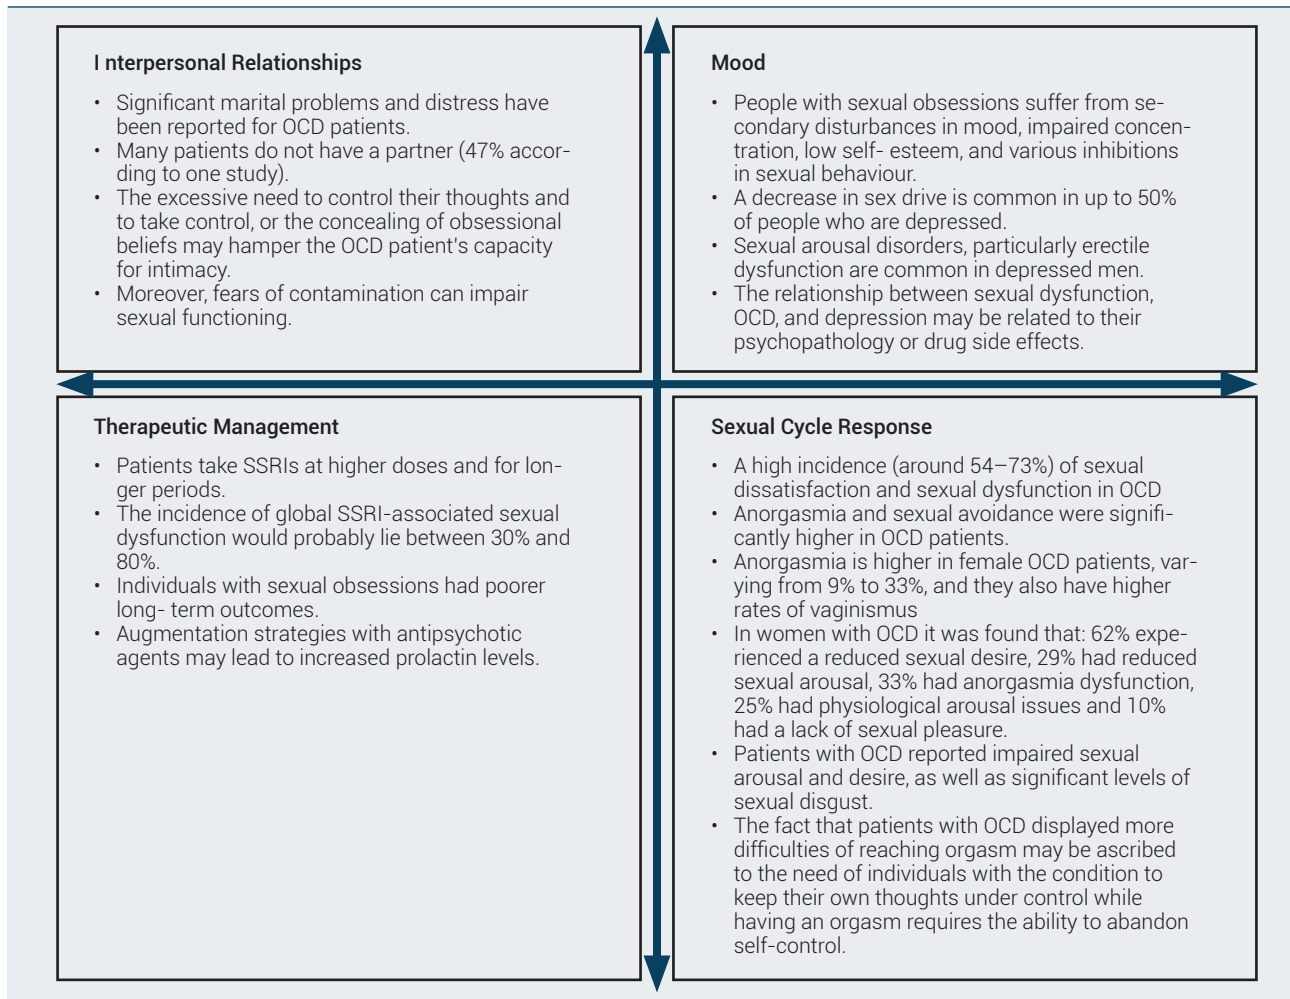 I nterpersonal Relationships
• Significant marital problems and distress have
been reported for OCD patients.
• Many patients do not have a partner (47% accor-
ding to one study).
• The excessive need to control their thoughts and
to take control, or the concealing of obsessional
beliefs may hamper the OCD patient's capacity
for intimacy.
• Moreover, fears of contamination can impair
sexual functioning.
Mood
• People with sexual obsessions suffer from se-
condary disturbances in mood, impaired concen-
tration, low self- esteem, and various inhibitions
in sexual behaviour.
• A decrease in sex drive is common in up to 50%
of people who are depressed.
• Sexual arousal disorders, particularly erectile
dysfunction are common in depressed men.
• The relationship between sexual dysfunction,
OCD, and depression may be related to their
psychopathology or drug side effects.
Therapeutic Management
• Patients take SSRIs at higher doses and for lon-
ger periods.
• The incidence of global SSRI-associated sexual
dysfunction would probably lie between 30% and
80%.
• Individuals with sexual obsessions had poorer
long- term outcomes.
• Augmentation strategies with antipsychotic
agents may lead to increased prolactin levels.
Sexual Cycle Response
• A high incidence (around 54–73%) of sexual
dissatisfaction and sexual dysfunction in OCD
• Anorgasmia and sexual avoidance were signifi-
cantly higher in OCD patients.
• Anorgasmia is higher in female OCD patients, var-
ying from 9% to 33%, and they also have higher
rates of vaginismus
• In women with OCD it was found that: 62% expe-
rienced a reduced sexual desire, 29% had reduced
sexual arousal, 33% had anorgasmia dysfunction,
25% had physiological arousal issues and 10%
had a lack of sexual pleasure.
• Patients with OCD reported impaired sexual
arousal and desire, as well as significant levels of
sexual disgust.
• The fact that patients with OCD displayed more
difficulties of reaching orgasm may be ascribed
to the need of individuals with the condition to
keep their own thoughts under control while
having an orgasm requires the ability to abandon
self-control.